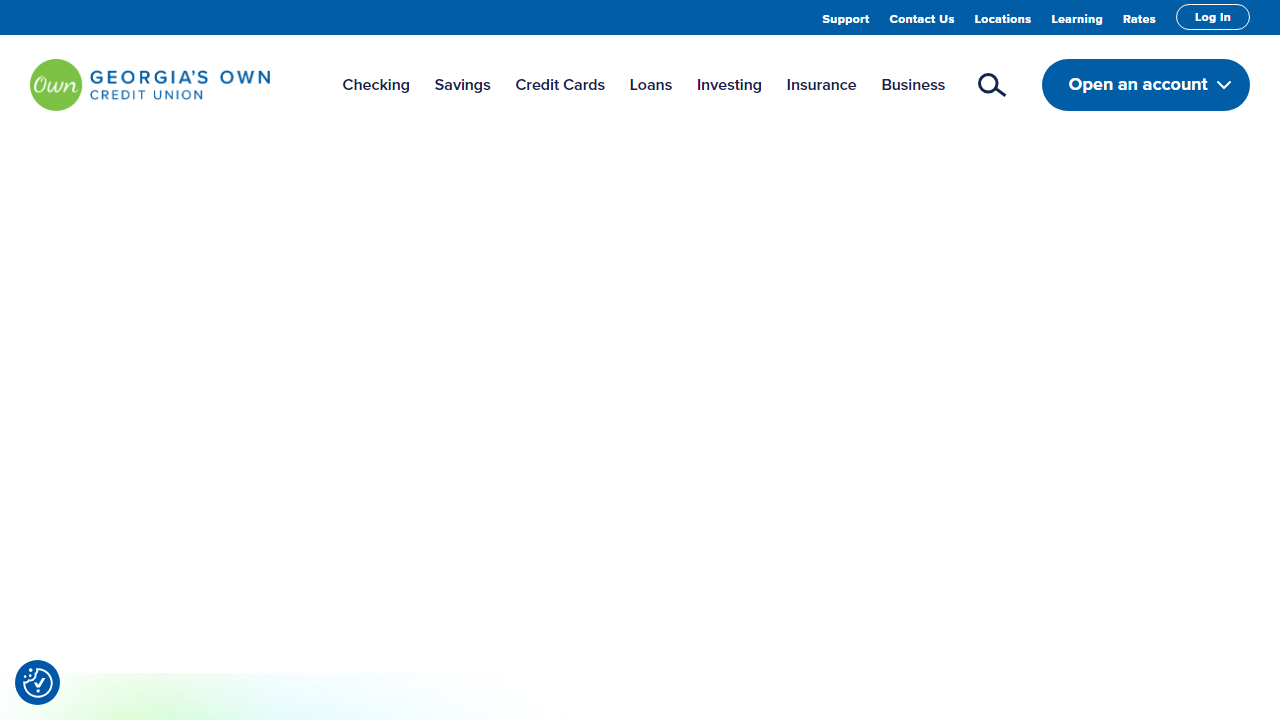 Support Contact Us Locations Learning Rates Log In
Own GEORGIA'S OWN
CREDIT UNION
Checking Savings Credit Cards Loans Investing Insurance Business Open an account